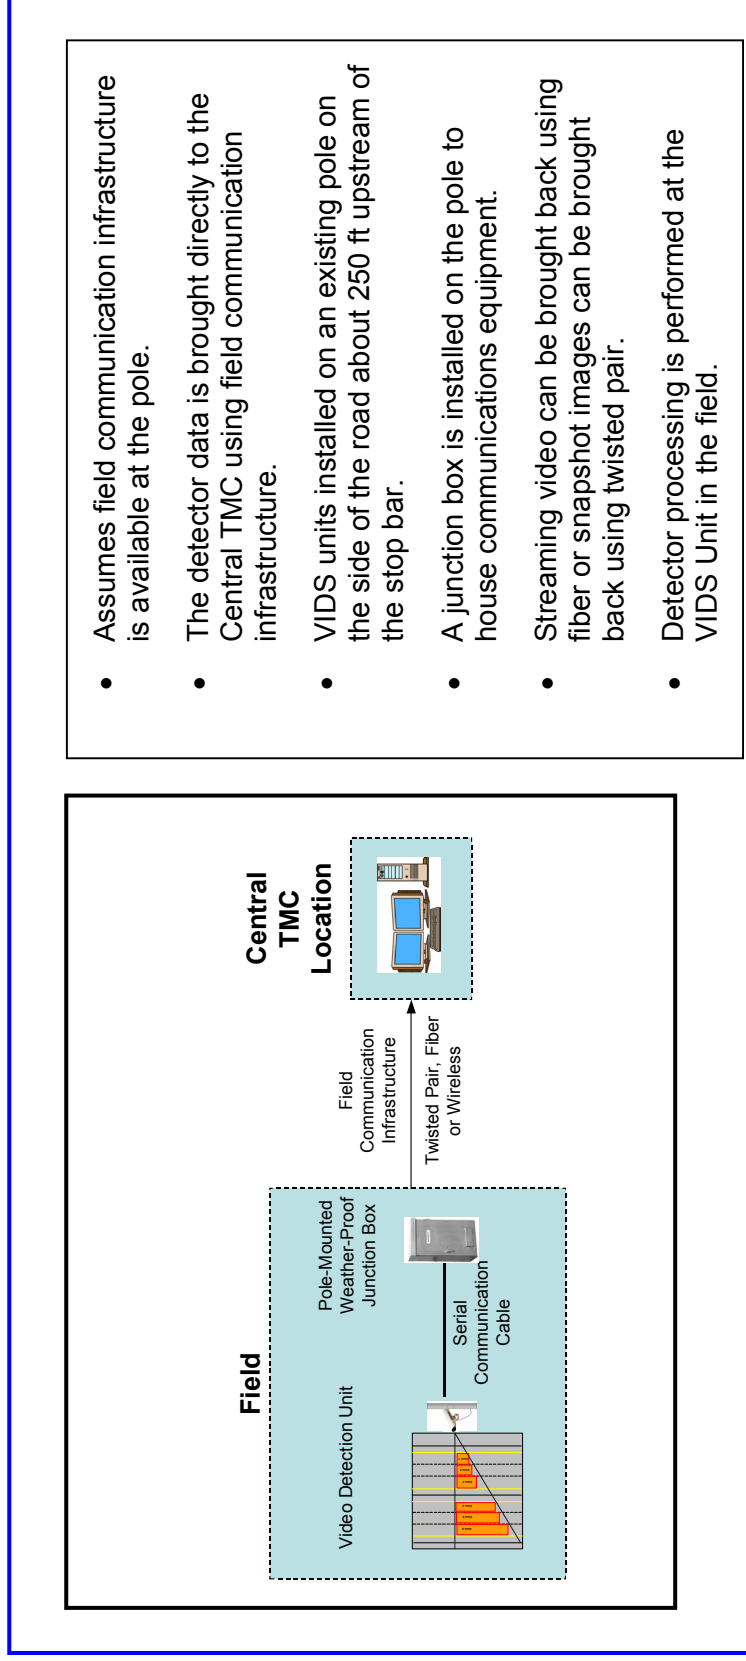 Field
Video Detection Unit
Pole-Mounted
Weather-Proof
Junction Box
Serial
Communication
Cable
Field
Communication
Infrastructure
Twisted Pair, Fiber
or Wireless
Central
TMC
Location
• Assumes field communication infrastructure
is available at the pole.
• The detector data is brought directly to the
Central TMC using field communication
infrastructure.
• VIDS units installed on an existing pole on
the side of the road about 250 ft upstream of
the stop bar.
• A junction box is installed on the pole to
house communications equipment.
• Streaming video can be brought back using
fiber or snapshot images can be brought
back using twisted pair.
• Detector processing is performed at the
VIDS Unit in the field.